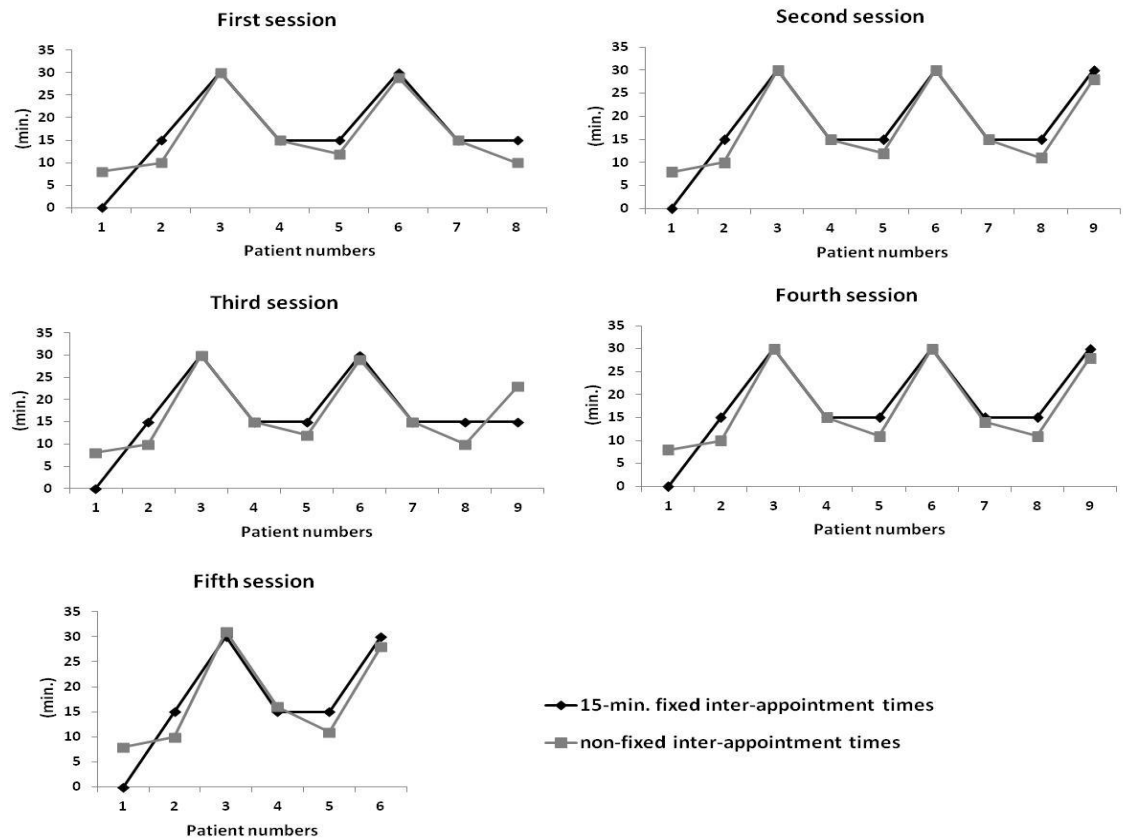 First session
35
30
25
20
15
10
5
0
(min.)
1 2 3 4 5 6 7 8
Patient numbers
Second session
35
30
25
20
15
10
5
0
(min.)
1 2 3 4 5 6 7 8 9
Patient numbers
Third session
35
30
25
20
15
10
5
0
(min.)
1 2 3 4 5 6 7 8 9
Patient numbers
Fourth session
35
30
25
20
15
10
5
0
(min.)
1 2 3 4 5 6 7 8 9
Patient numbers
Fifth session
35
30
25
20
15
10
5
0
(min.)
1 2 3 4 5 6
Patient numbers
15-min. fixed inter-appointment times
non-fixed inter-appointment times